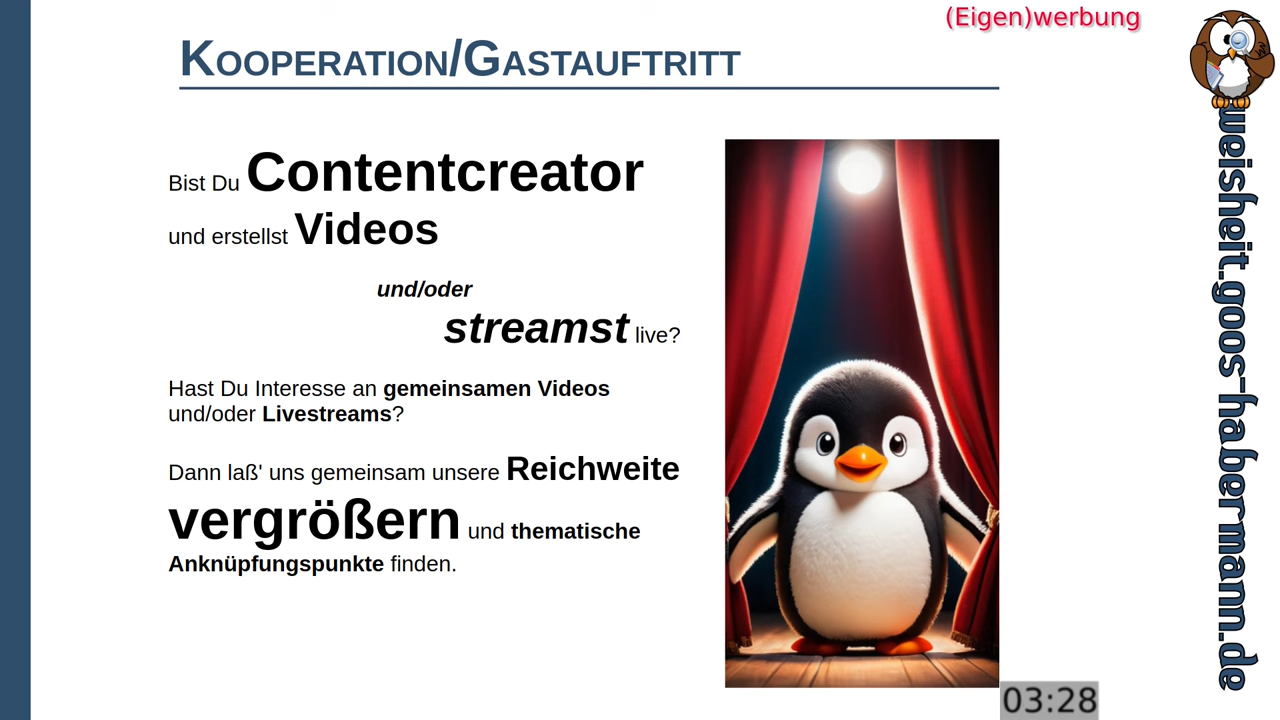 (Eigen)werbung
Kooperation/Gastauftritt
Bist Du Contentcreator
und erstellst Videos
und/oder
streamst live?
Hast Du Interesse an gemeinsamen Videos
und/oder Livestreams?
Dann laß' uns gemeinsam unsere Reichweite
vergrößern und thematische
Anknüpfungspunkte finden.
weisheit.goos-habermann.de
03:28